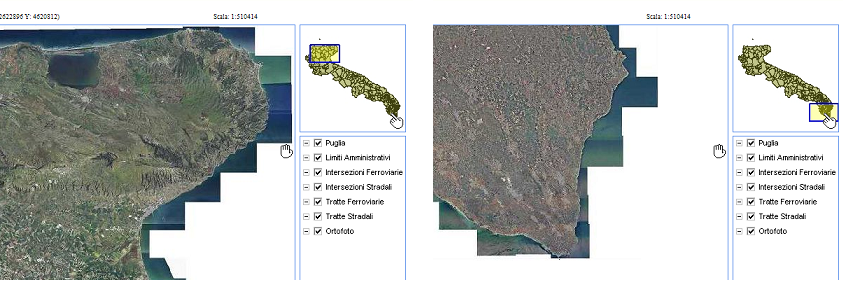 2622896 Y: 4620812)
Scala: 1:510414
Puglia
Limiti Amministrativi
Intersezioni Ferroviarie
Intersezioni Stradali
Tratte Ferroviarie
Tratte Stradali
Ortofoto
Scala: 1:510414
Puglia
Limiti Amministrativi
Intersezioni Ferroviarie
Intersezioni Stradali
Tratte Ferroviarie
Tratte Stradali
Ortofoto